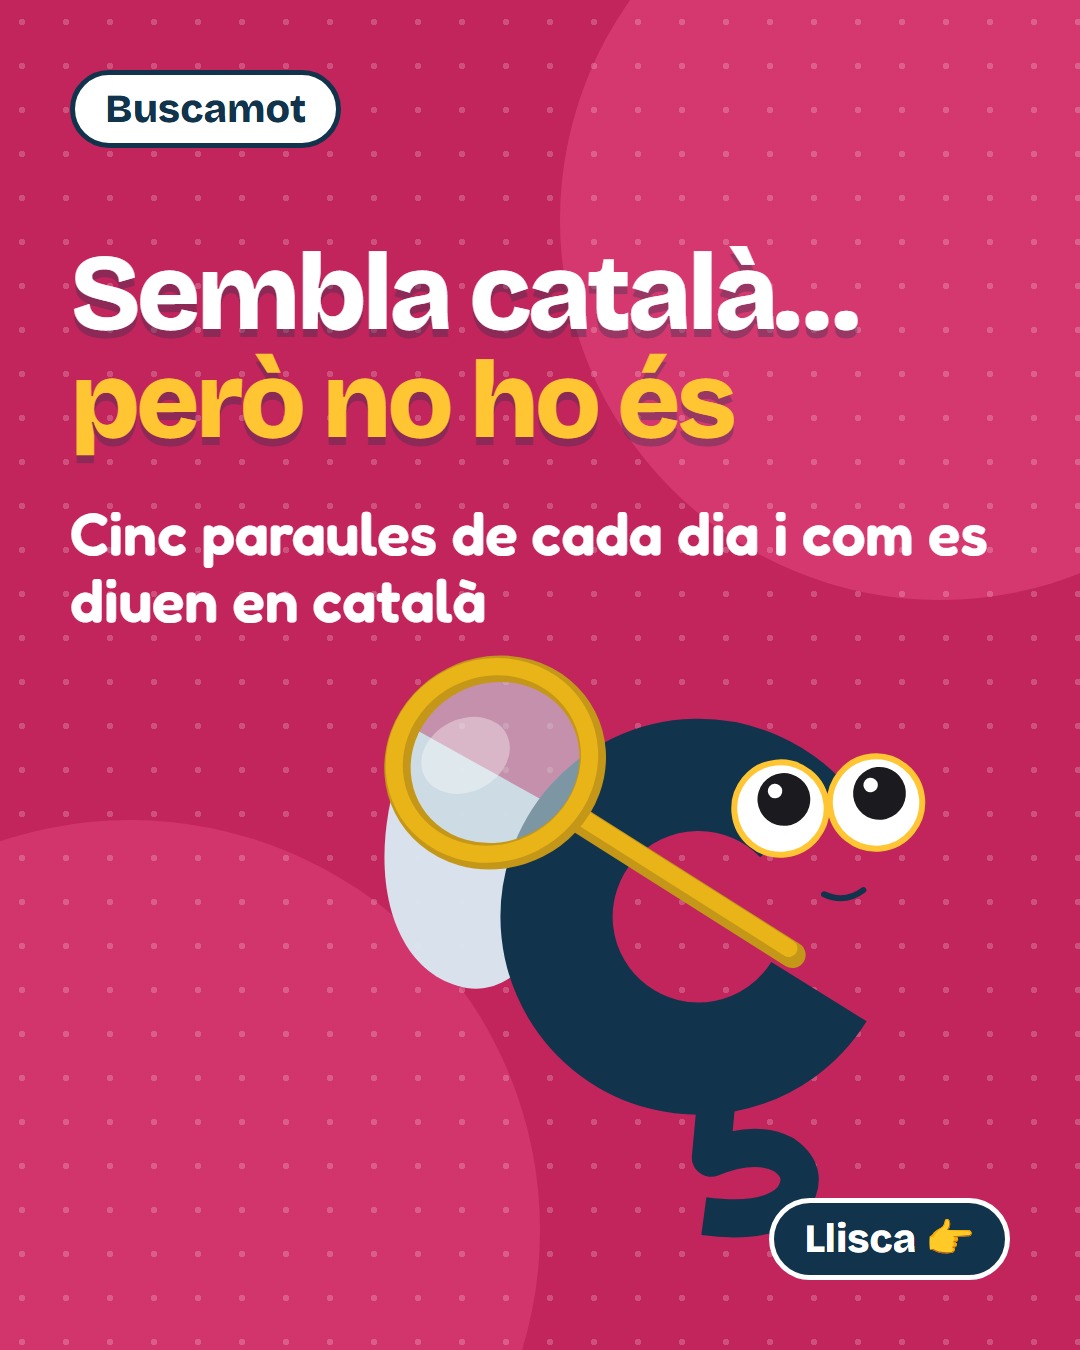 Buscamot
Sembla català...
però no ho és
Cinc paraules de cada dia i com es
diuen en català
Llisca 👉